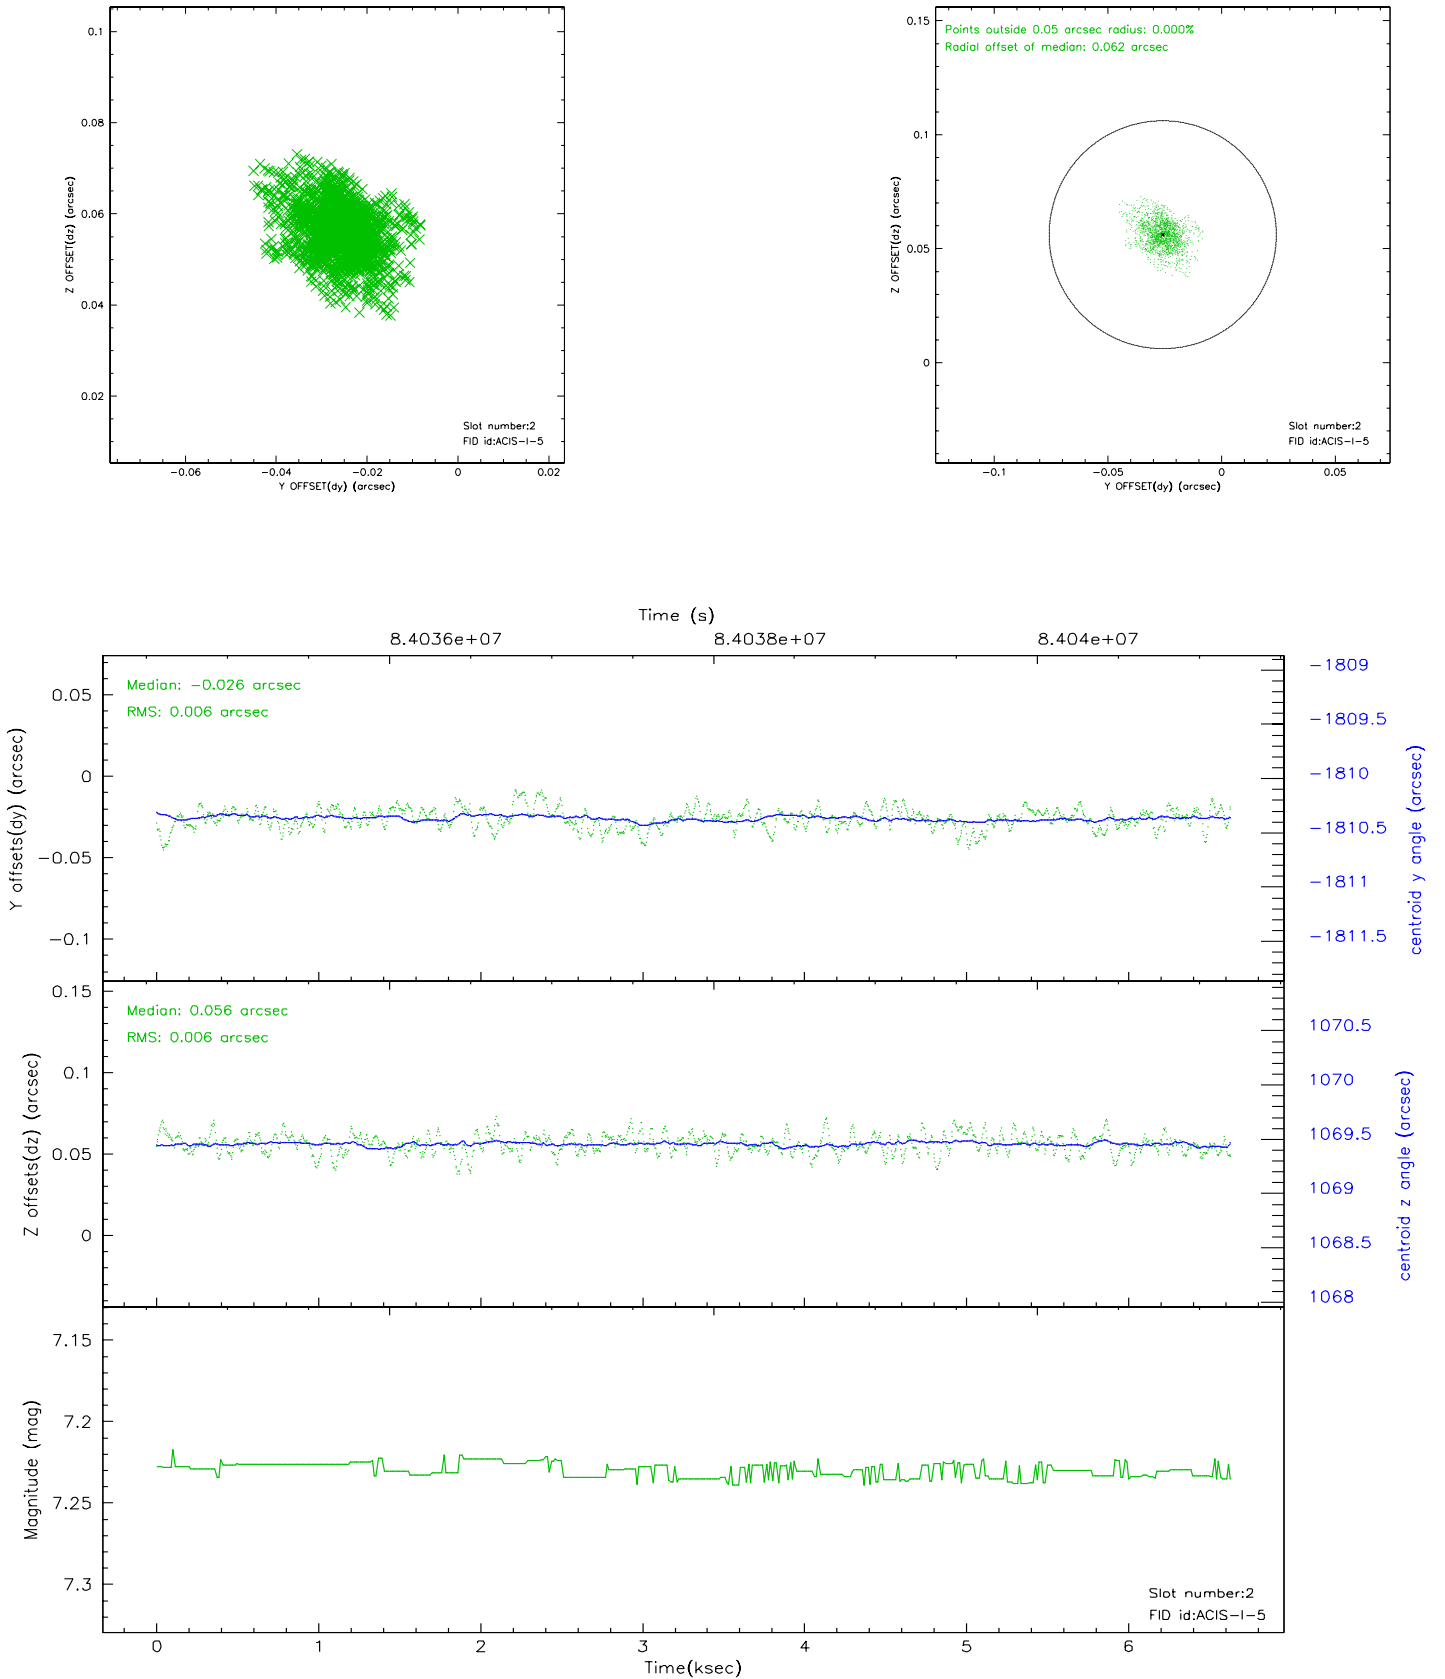 0.1
0.08
0.06
0.04
0.02
Z OFFSET(dz) (arcsec)
Slot number:2
FID id:ACIS-I-5
-0.06 -0.04 -0.02 0 0.02
Y OFFSET(dy) (arcsec)
Points outside 0.05 arcsec radius: 0.000%
Radial offset of median: 0.062 arcsec
0.15
0.1
0.05
0
Z OFFSET(dz) (arcsec)
Slot number:2
FID id:ACIS-I-5
-0.1 -0.05 0 0.05
Y OFFSET(dy) (arcsec)
Time (s)
8.4036e+07 8.4038e+07 8.404e+07
Median: -0.026 arcsec
RMS: 0.006 arcsec
0.05
0
-0.05
-0.1
Y offsets(dy) (arcsec)
-1809
-1809.5
-1810
-1810.5
-1811
-1811.5
centroid y angle (arcsec)
Median: 0.056 arcsec
RMS: 0.006 arcsec
0.15
0.1
0.05
0
Z offsets(dz) (arcsec)
1070.5
1070
1069.5
1069
1068.5
1068
centroid z angle (arcsec)
7.15
7.2
7.25
7.3
Magnitude (mag)
Slot number:2
FID id:ACIS-I-5
0 1 2 3 4 5 6
Time(ksec)